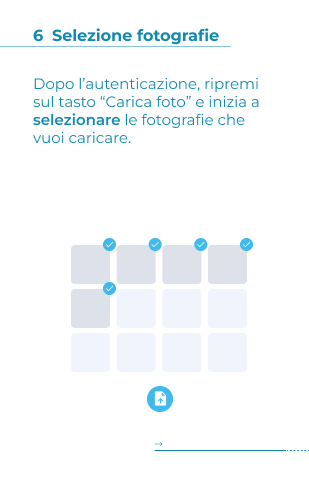 6 Selezione fotografie
Dopo l’autenticazione, ripremi
sul tasto “Carica foto” e inizia a
selezionare le fotografie che
vuoi caricare.